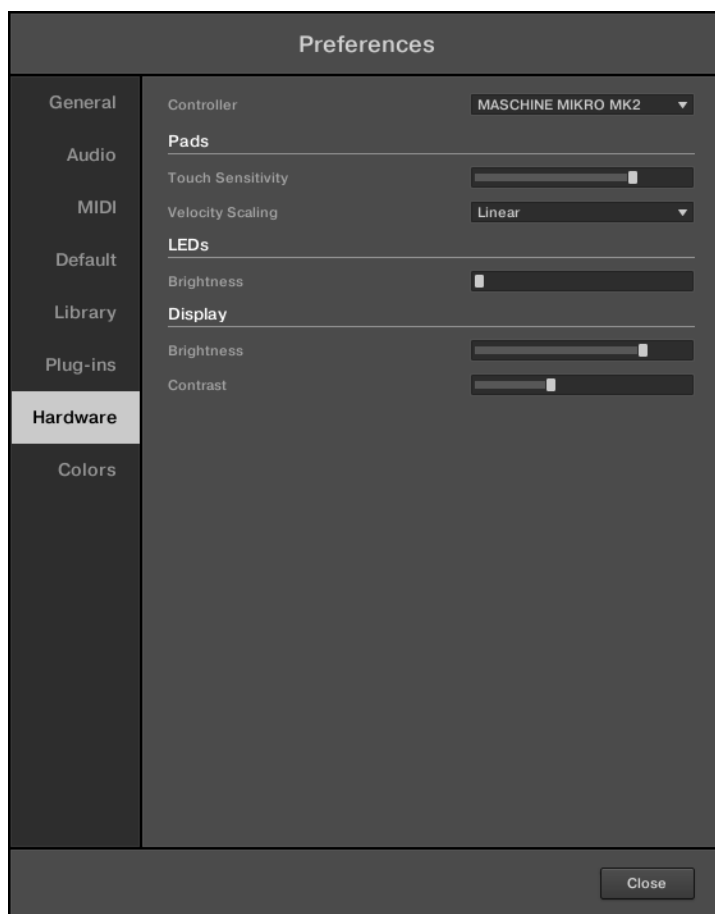 Preferences
General
Audio
MIDI
Default
Library
Plug-ins
Hardware
Colors
Controller MASCHINE MIKRO MK2
Pads
Touch Sensitivity
Velocity Scaling Linear
LEDs
Brightness
Display
Brightness
Contrast
Close